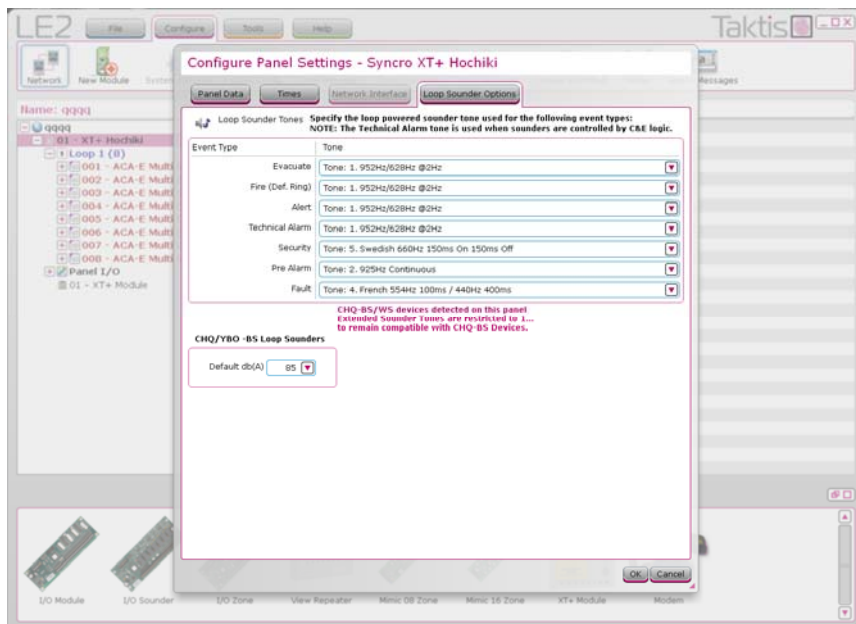 LE2 File Configure Tools Help Taktis
Network New Module System Messages
Name: qqqq
qqqq
01 - XT+ Hochiki
Loop 1 (8)
001 - ACA-E Multi
002 - ACA-E Multi
003 - ACA-E Multi
004 - ACA-E Multi
005 - ACA-E Multi
006 - ACA-E Multi
007 - ACA-E Multi
008 - ACA-E Multi
Panel I/O
01 - XT+ Module
Configure Panel Settings - Syncro XT+ Hochiki
Panel Data Times Network Interface Loop Sounder Options
Loop Sounder Tones Specify the loop powered sounder tone used for the following event types:
NOTE: The Technical Alarm tone is used when sounders are controlled by C&E logic.
Event Type Tone
Evacuate Tone: 1. 952Hz/628Hz @2Hz
Fire (Def. Ring) Tone: 1. 952Hz/628Hz @2Hz
Alert Tone: 1. 952Hz/628Hz @2Hz
Technical Alarm Tone: 1. 952Hz/628Hz @2Hz
Security Tone: 5. Swedish 660Hz 150ms On 150ms Off
Pre Alarm Tone: 2. 925Hz Continuous
Fault Tone: 4. French 554Hz 100ms / 440Hz 400ms
CHQ-BS/WS devices detected on this panel
Extended Sounder Tones are restricted to 1...
to remain compatible with CHQ-BS Devices.
CHQ/YBO -BS Loop Sounders
Default db(A) 85
OK Cancel
I/O Module I/O Sounder I/O Zone View Repeater Mimic 08 Zone Mimic 16 Zone XT+ Module Modem